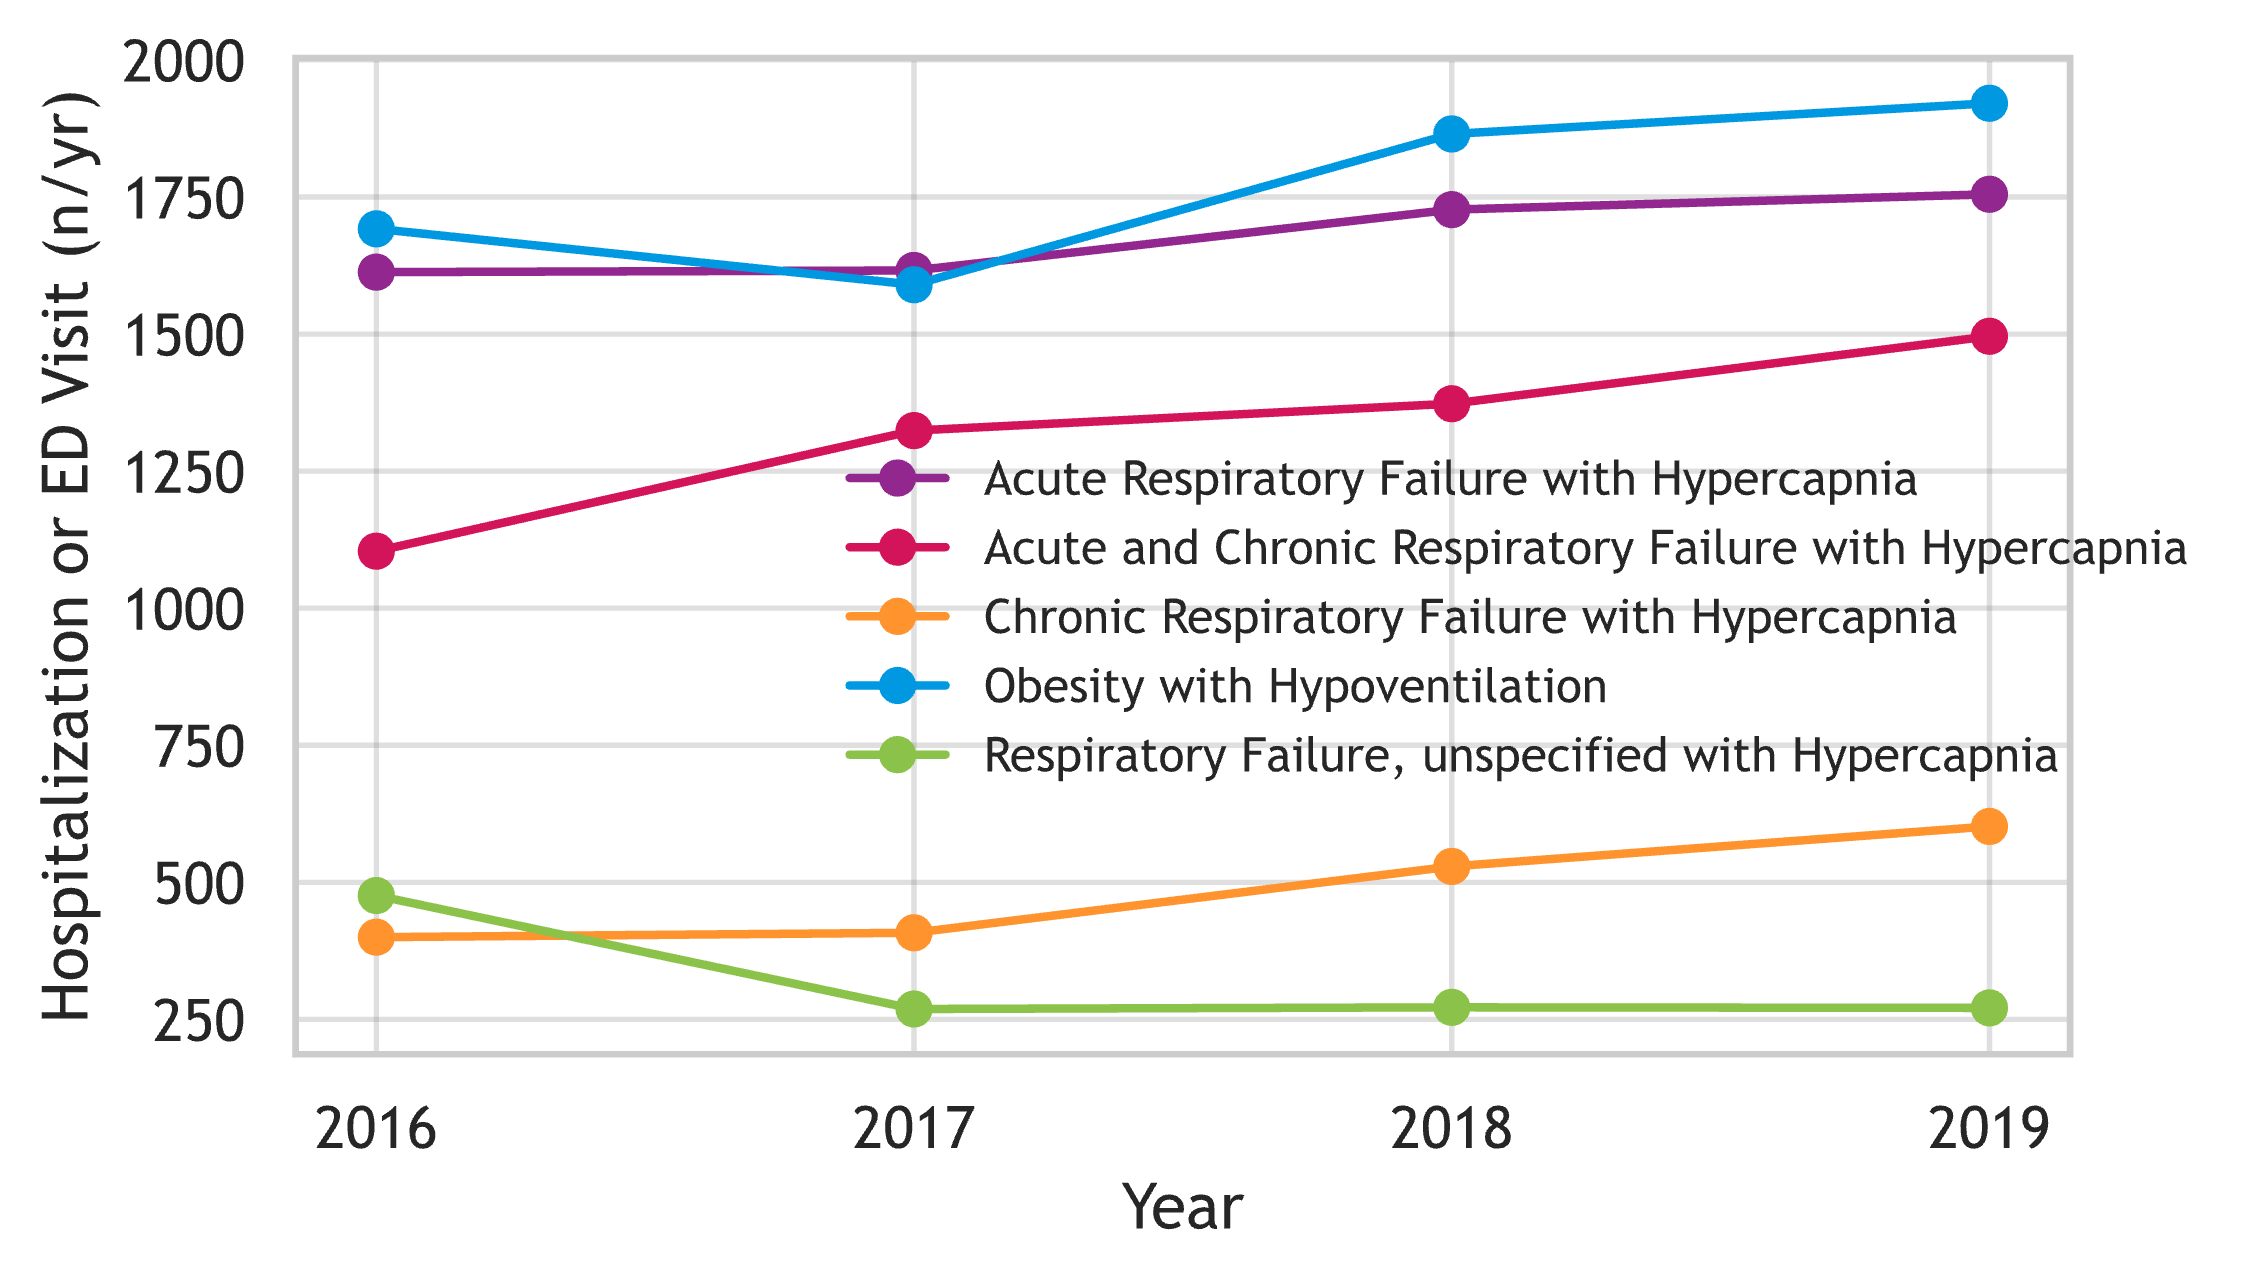 Hospitalization or ED Visit (n/yr)
2000
1750
1500
1250
1000
750
500
250
Acute Respiratory Failure with Hypercapnia
Acute and Chronic Respiratory Failure with Hypercapnia
Chronic Respiratory Failure with Hypercapnia
Obesity with Hypoventilation
Respiratory Failure, unspecified with Hypercapnia
2016 2017 2018 2019
Year